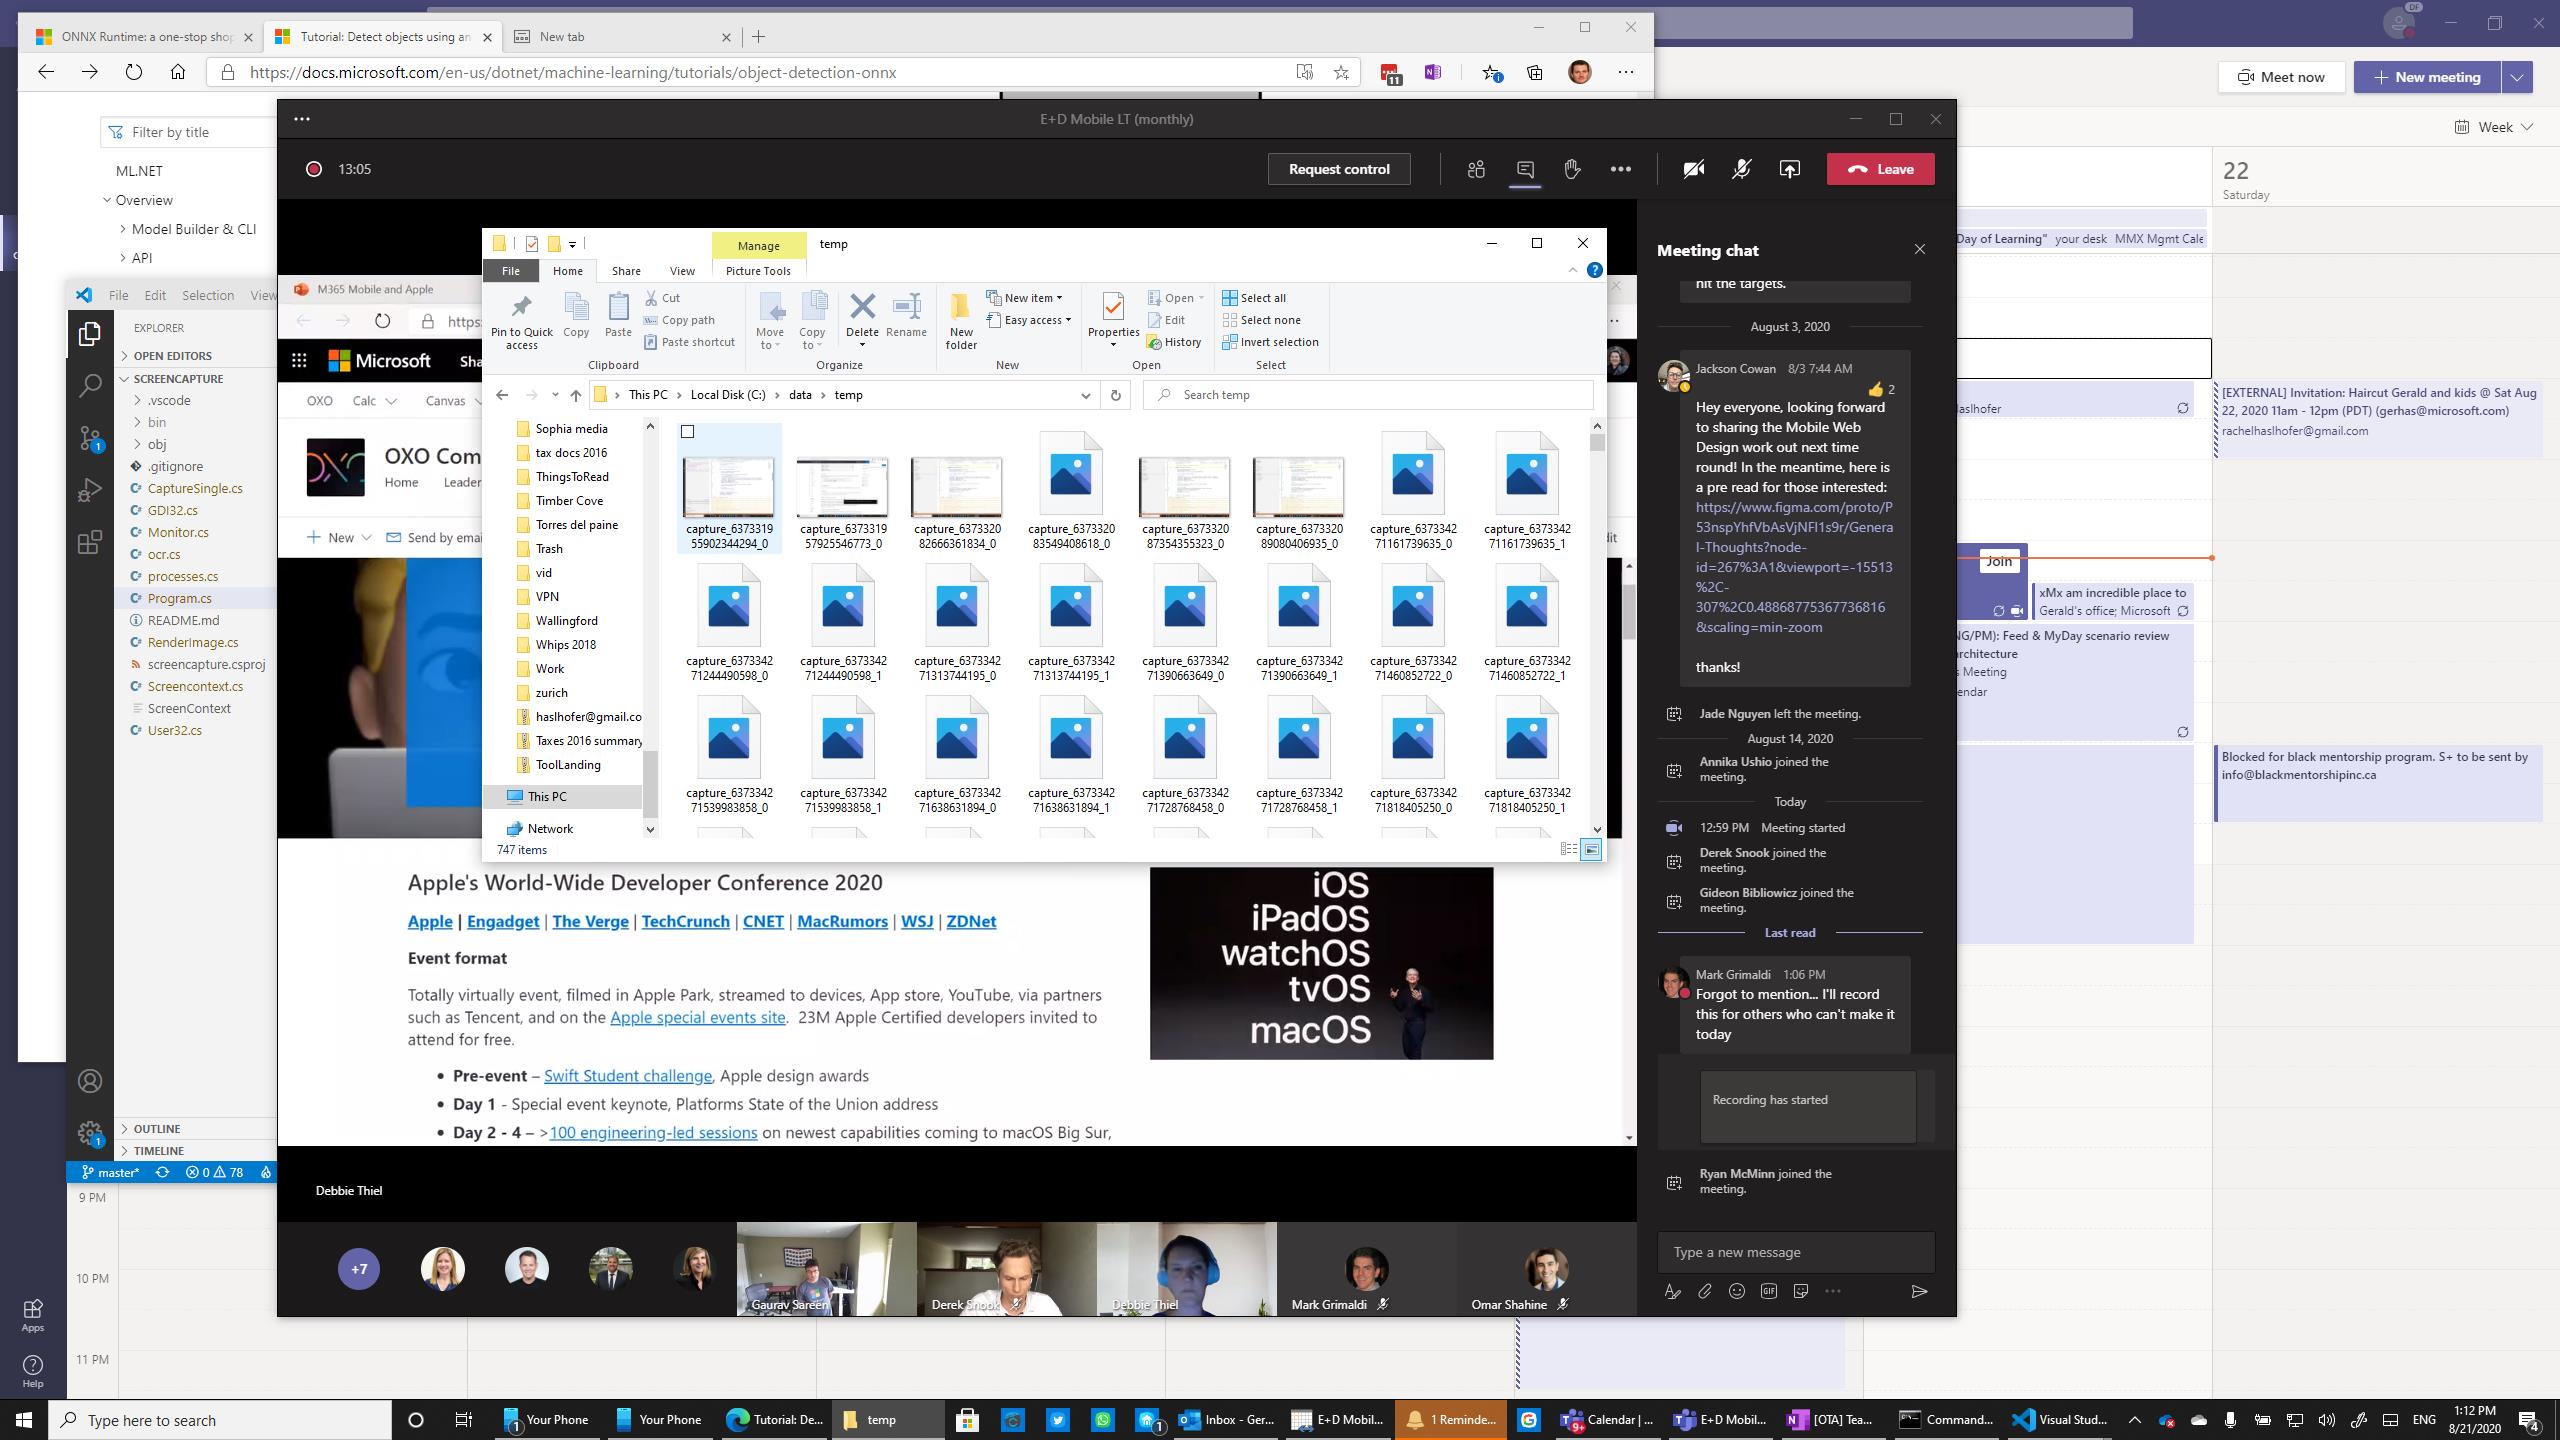 ONNX Runtime: a one-stop shop
Tutorial: Detect objects using an
New tab
https://docs.microsoft.com/en-us/dotnet/machine-learning/tutorials/object-detection-onnx
11
DF
Meet now
New meeting
Week
Filter by title
ML.NET
Overview
Model Builder & CLI
API
E+D Mobile LT (monthly)
13:05
Request control
Leave
22
Saturday
Day of Learning" your desk MMX Mgmt Cale
[EXTERNAL] Invitation: Haircut Gerald and kids @ Sat Aug
22, 2020 11am - 12pm (PDT) (gerhas@microsoft.com)
rachelhaslhofer@gmail.com
aslhofer
Join
xMx am incredible place to
Gerald's office; Microsoft
NG/PM): Feed & MyDay scenario review
rchitecture
s Meeting
endar
Blocked for black mentorship program. S+ to be sent by
info@blackmentorshipinc.ca
File Edit Selection View
EXPLORER
OPEN EDITORS
SCREENCAPTURE
.vscode
bin
obj
.gitignore
CaptureSingle.cs
GDI32.cs
Monitor.cs
ocr.cs
processes.cs
Program.cs
README.md
RenderImage.cs
screencapture.csproj
Screencontext.cs
ScreenContext
User32.cs
OUTLINE
TIMELINE
master* 0 78
M365 Mobile and Apple
https:
Microsoft Sha
OXO Calc Canvas
OXO Com
Home Leader
New Send by emai
Manage temp
File Home Share View Picture Tools
Pin to Quick access
Copy
Paste
Cut
Copy path
Paste shortcut
Clipboard
Move to
Copy to
Delete
Rename
Organize
New folder
New item
Easy access
New
Properties
Open
Edit
History
Open
Select all
Select none
Invert selection
Select
This PC Local Disk (C:) data temp
Search temp
Sophia media
tax docs 2016
ThingsToRead
Timber Cove
Torres del paine
Trash
vid
VPN
Wallingford
Whips 2018
Work
zurich
haslhofer@gmail.co
Taxes 2016 summary
ToolLanding
This PC
Network
747 items
capture_637331955902344294_0
capture_637331957925546773_0
capture_637332082666361834_0
capture_637332083549408618_0
capture_637332087354355323_0
capture_637332089080406935_0
capture_637334271161739635_0
capture_637334271161739635_1
capture_637334271244490598_0
capture_637334271244490598_1
capture_637334271313744195_0
capture_637334271313744195_1
capture_637334271390663649_0
capture_637334271390663649_1
capture_637334271460852722_0
capture_637334271460852722_1
capture_637334271539983858_0
capture_637334271539983858_1
capture_637334271638631894_0
capture_637334271638631894_1
capture_637334271728768458_0
capture_637334271728768458_1
capture_637334271818405250_0
capture_637334271818405250_1
Apple's World-Wide Developer Conference 2020
Apple | Engadget | The Verge | TechCrunch | CNET | MacRumors | WSJ | ZDNet
Event format
Totally virtually event, filmed in Apple Park, streamed to devices, App store, YouTube, via partners
such as Tencent, and on the Apple special events site. 23M Apple Certified developers invited to
attend for free.
• Pre-event – Swift Student challenge, Apple design awards
• Day 1 - Special event keynote, Platforms State of the Union address
• Day 2 - 4 – >100 engineering-led sessions on newest capabilities coming to macOS Big Sur,
iOS
iPadOS
watchOS
tvOS
macOS
Debbie Thiel
+7
Gaurav Sareen
Derek Snook
Debbie Thiel
Mark Grimaldi
Omar Shahine
Meeting chat
hit the targets.
August 3, 2020
Jackson Cowan 8/3 7:44 AM
2
Hey everyone, looking forward
to sharing the Mobile Web
Design work out next time
round! In the meantime, here is
a pre read for those interested:
https://www.figma.com/proto/P
53nspYhfVbAsVjNFl1s9r/Genera
l-Thoughts?node-
id=267%3A1&viewport=-15513
%2C-
307%2C0.48868775367736816
&scaling=min-zoom
thanks!
Jade Nguyen left the meeting.
August 14, 2020
Annika Ushio joined the
meeting.
Today
12:59 PM Meeting started
Derek Snook joined the
meeting.
Gideon Bibliowicz joined the
meeting.
Last read
Mark Grimaldi 1:06 PM
Forgot to mention... I'll record
this for others who can't make it
today
Recording has started
Ryan McMinn joined the
meeting.
Type a new message
GIF
9 PM
10 PM
11 PM
Apps
Help
Type here to search
1 Your Phone
Your Phone
Tutorial: De...
temp
1
Inbox - Ger...
E+D Mobil...
1 Reminde...
Calendar | ...
9+
E+D Mobil...
[OTA] Tea...
Command...
Visual Stud...
ENG
1:12 PM
8/21/2020
4